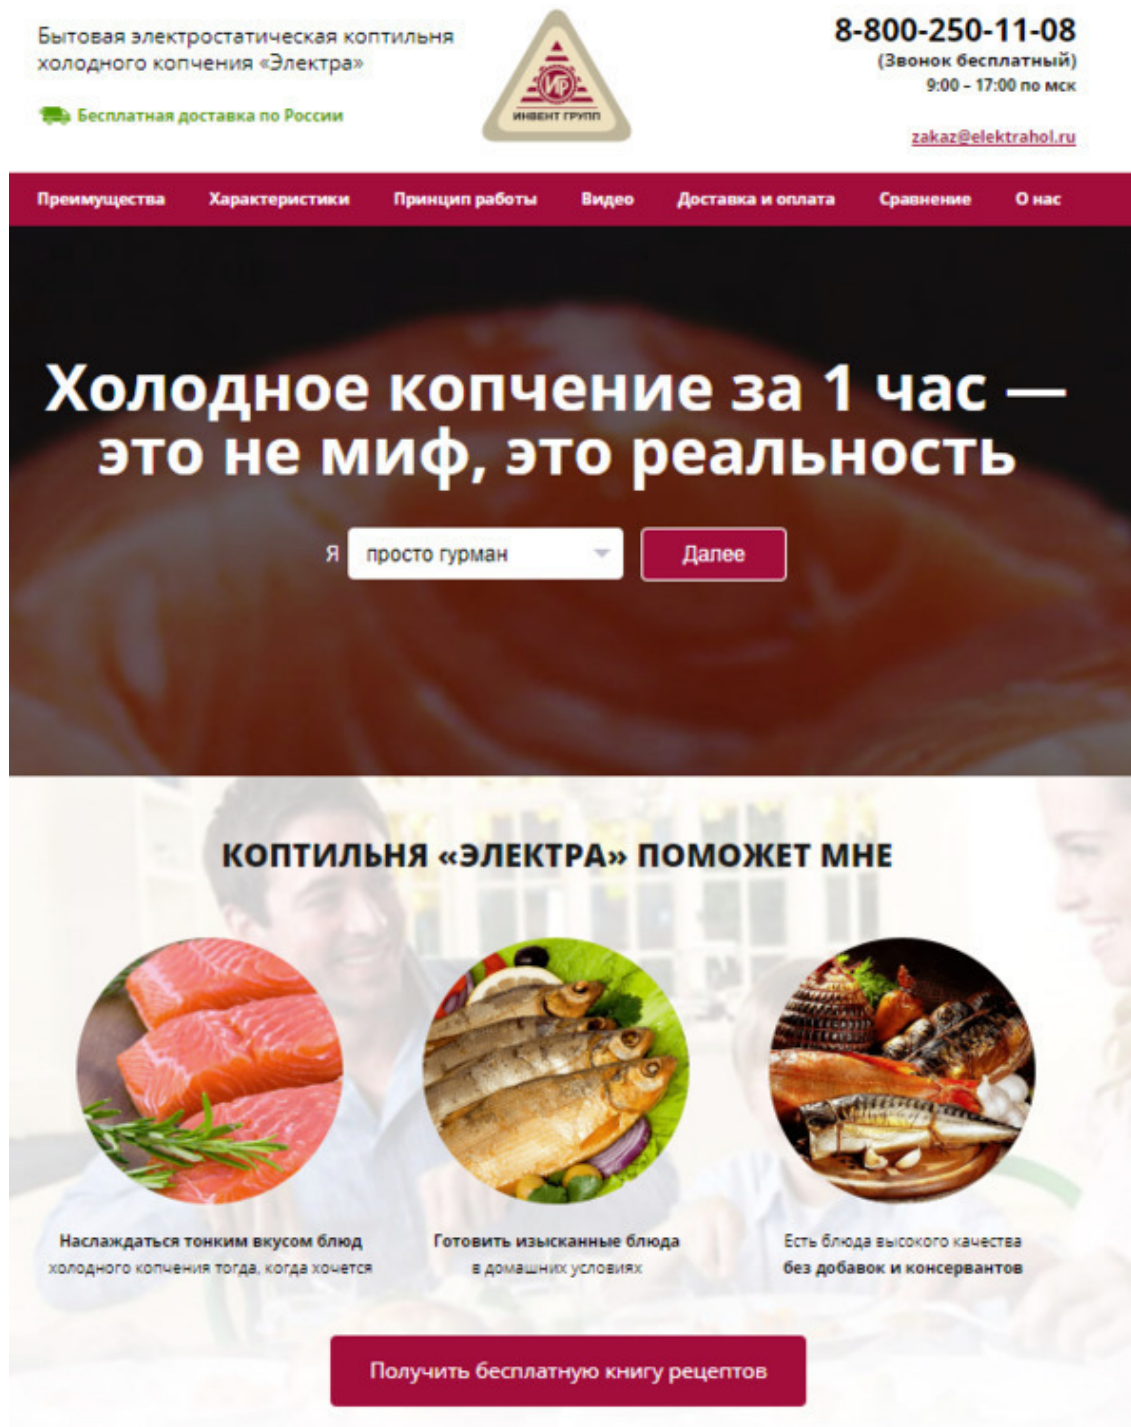 Бытовая электростатическая коптильня
холодного копчения «Электра»
Бесплатная доставка по России
ИГ
ИНВЕНТ ГРУПП
8-800-250-11-08
(Звонок бесплатный)
9:00 – 17:00 по мск
zakaz@elektrahol.ru
Преимущества Характеристики Принцип работы Видео Доставка и оплата Сравнение О нас
Холодное копчение за 1 час —
это не миф, это реальность
Я просто гурман Далее
КОПТИЛЬНЯ «ЭЛЕКТРА» ПОМОЖЕТ МНЕ
Наслаждаться тонким вкусом блюд
холодного копчения тогда, когда хочется
Готовить изысканные блюда
в домашних условиях
Есть блюда высокого качества
без добавок и консервантов
Получить бесплатную книгу рецептов